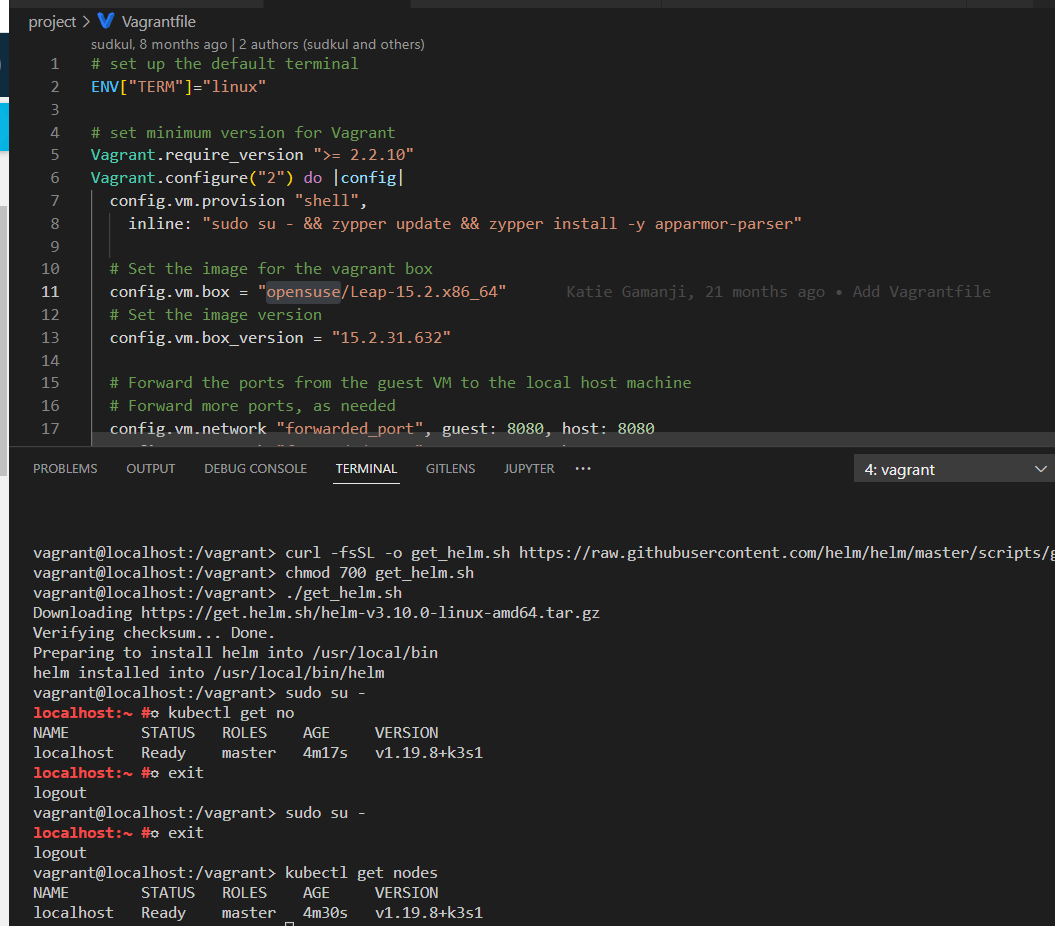 project > Vagrantfile
sudkul, 8 months ago | 2 authors (sudkul and others)
1 # set up the default terminal
2 ENV["TERM"]="linux"
3
4 # set minimum version for Vagrant
5 Vagrant.require_version ">= 2.2.10"
6 Vagrant.configure("2") do |config|
7   config.vm.provision "shell",
8     inline: "sudo su - && zypper update && zypper install -y apparmor-parser"
9
10   # Set the image for the vagrant box
11   config.vm.box = "opensuse/Leap-15.2.x86_64" Katie Gamanji, 21 months ago • Add Vagrantfile
12   # Set the image version
13   config.vm.box_version = "15.2.31.632"
14
15   # Forward the ports from the guest VM to the local host machine
16   # Forward more ports, as needed
17   config.vm.network "forwarded_port", guest: 8080, host: 8080
PROBLEMS OUTPUT DEBUG CONSOLE TERMINAL GITLENS JUPYTER ··· 4: vagrant
vagrant@localhost:/vagrant> curl -fsSL -o get_helm.sh https://raw.githubusercontent.com/helm/helm/master/scripts/
vagrant@localhost:/vagrant> chmod 700 get_helm.sh
vagrant@localhost:/vagrant> ./get_helm.sh
Downloading https://get.helm.sh/helm-v3.10.0-linux-amd64.tar.gz
Verifying checksum... Done.
Preparing to install helm into /usr/local/bin
helm installed into /usr/local/bin/helm
vagrant@localhost:/vagrant> sudo su -
localhost:~ # kubectl get no
NAME STATUS ROLES AGE VERSION
localhost Ready master 4m17s v1.19.8+k3s1
localhost:~ # exit
logout
vagrant@localhost:/vagrant> sudo su -
localhost:~ # exit
logout
vagrant@localhost:/vagrant> kubectl get nodes
NAME STATUS ROLES AGE VERSION
localhost Ready master 4m30s v1.19.8+k3s1